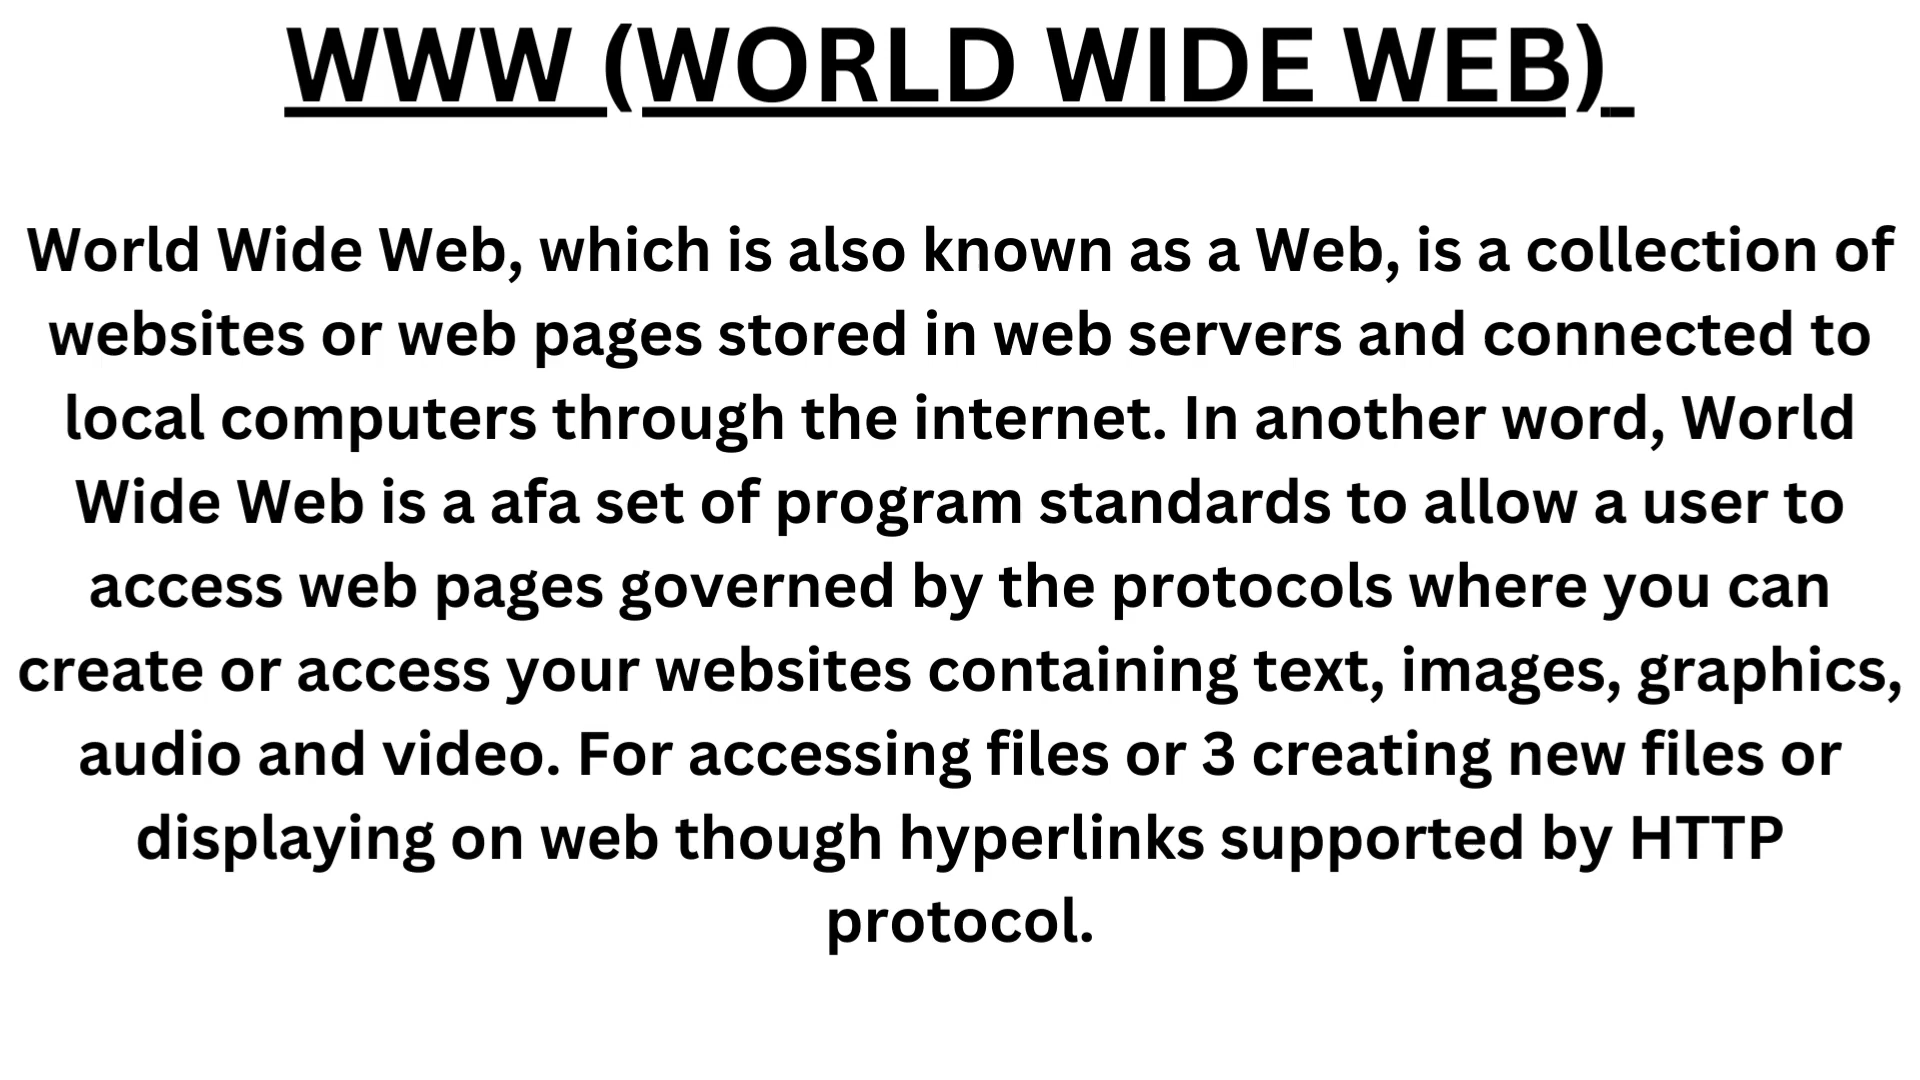 WWW (WORLD WIDE WEB)
World Wide Web, which is also known as a Web, is a collection of
websites or web pages stored in web servers and connected to
local computers through the internet. In another word, World
Wide Web is a afa set of program standards to allow a user to
access web pages governed by the protocols where you can
create or access your websites containing text, images, graphics,
audio and video. For accessing files or 3 creating new files or
displaying on web though hyperlinks supported by HTTP
protocol.